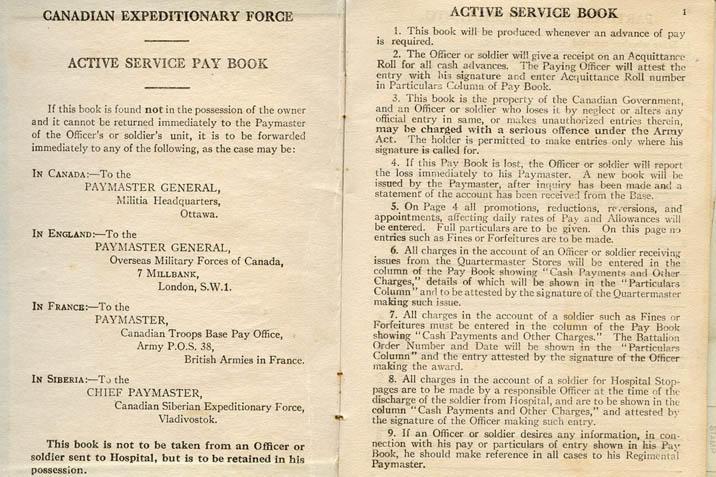 CANADIAN EXPEDITIONARY FORCE
ACTIVE SERVICE PAY BOOK
If this book is found not in the possession of the owner
and it cannot be returned immediately to the Paymaster
of the Officer's or soldier's unit, it is to be forwarded
immediately to any of the following, as the case may be:
IN CANADA:—To the
PAYMASTER GENERAL,
Militia Headquarters,
Ottawa.
IN ENGLAND:—To the
PAYMASTER GENERAL,
Overseas Military Forces of Canada,
7 MILLBANK,
London, S.W.1.
IN FRANCE:—To the
PAYMASTER,
Canadian Troops Base Pay Office,
Army P.O.S. 38,
British Armies in France.
IN SIBERIA:—To the
CHIEF PAYMASTER,
Canadian Siberian Expeditionary Force,
Vladivostok.
This book is not to be taken from an Officer or
soldier sent to Hospital, but is to be retained in his
possession.
ACTIVE SERVICE BOOK 1
1. This book will be produced whenever an advance of pay
is required.
2. The Officer or soldier will give a receipt on an Acquittance
Roll for all cash advances. The Paying Officer will attest the
entry with his signature and enter Acquittance Roll number
in Particulars Column of Pay Book.
3. This book is the property of the Canadian Government,
and an Officer or soldier who loses it by neglect or alters any
official entry in same, or makes unauthorized entries therein,
may be charged with a serious offence under the Army
Act. The holder is permitted to make entries only where his
signature is called for.
4. If this Pay Book is lost, the Officer or soldier will report
the loss immediately to his Paymaster. A new book will be
issued by the Paymaster, after inquiry has been made and a
statement of the account has been received from the Base.
5. On Page 4 all promotions, reductions, reversions, and
appointments, affecting daily rates of Pay and Allowances will
be entered. Full particulars are to be given. On this page no
entries such as Fines or Forfeitures are to be made.
6. All charges in the account of an Officer or soldier receiving
issues from the Quartermaster Stores will be entered in the
column of the Pay Book showing "Cash Payments and Other
Charges," details of which will be shown in the "Particulars
Column" and to be attested by the signature of the Quartermaster
making such issue.
7. All charges in the account of a soldier such as Fines or
Forfeitures must be entered in the column of the Pay Book
showing "Cash Payments and Other Charges." The Battalion
Order Number and Date will be shown in the "Particulars
Column" and the entry attested by the signature of the Officer
making the award.
8. All charges in the account of a soldier for Hospital Stop-
pages are to be made by a responsible Officer at the time of the
discharge of the soldier from Hospital, and are to be shown in the
column "Cash Payments and Other Charges," and attested by
the signature of the Officer making such entry.
9. If an Officer or soldier desires any information, in con-
nection with his pay or particulars of entry shown in his Pay
Book, he should make reference in all cases to his Regimental
Paymaster.